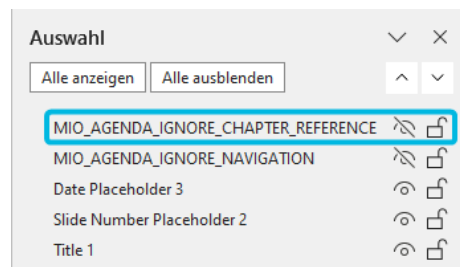 Auswahl
Alle anzeigen Alle ausblenden
MIO_AGENDA_IGNORE_CHAPTER_REFERENCE
MIO_AGENDA_IGNORE_NAVIGATION
Date Placeholder 3
Slide Number Placeholder 2
Title 1